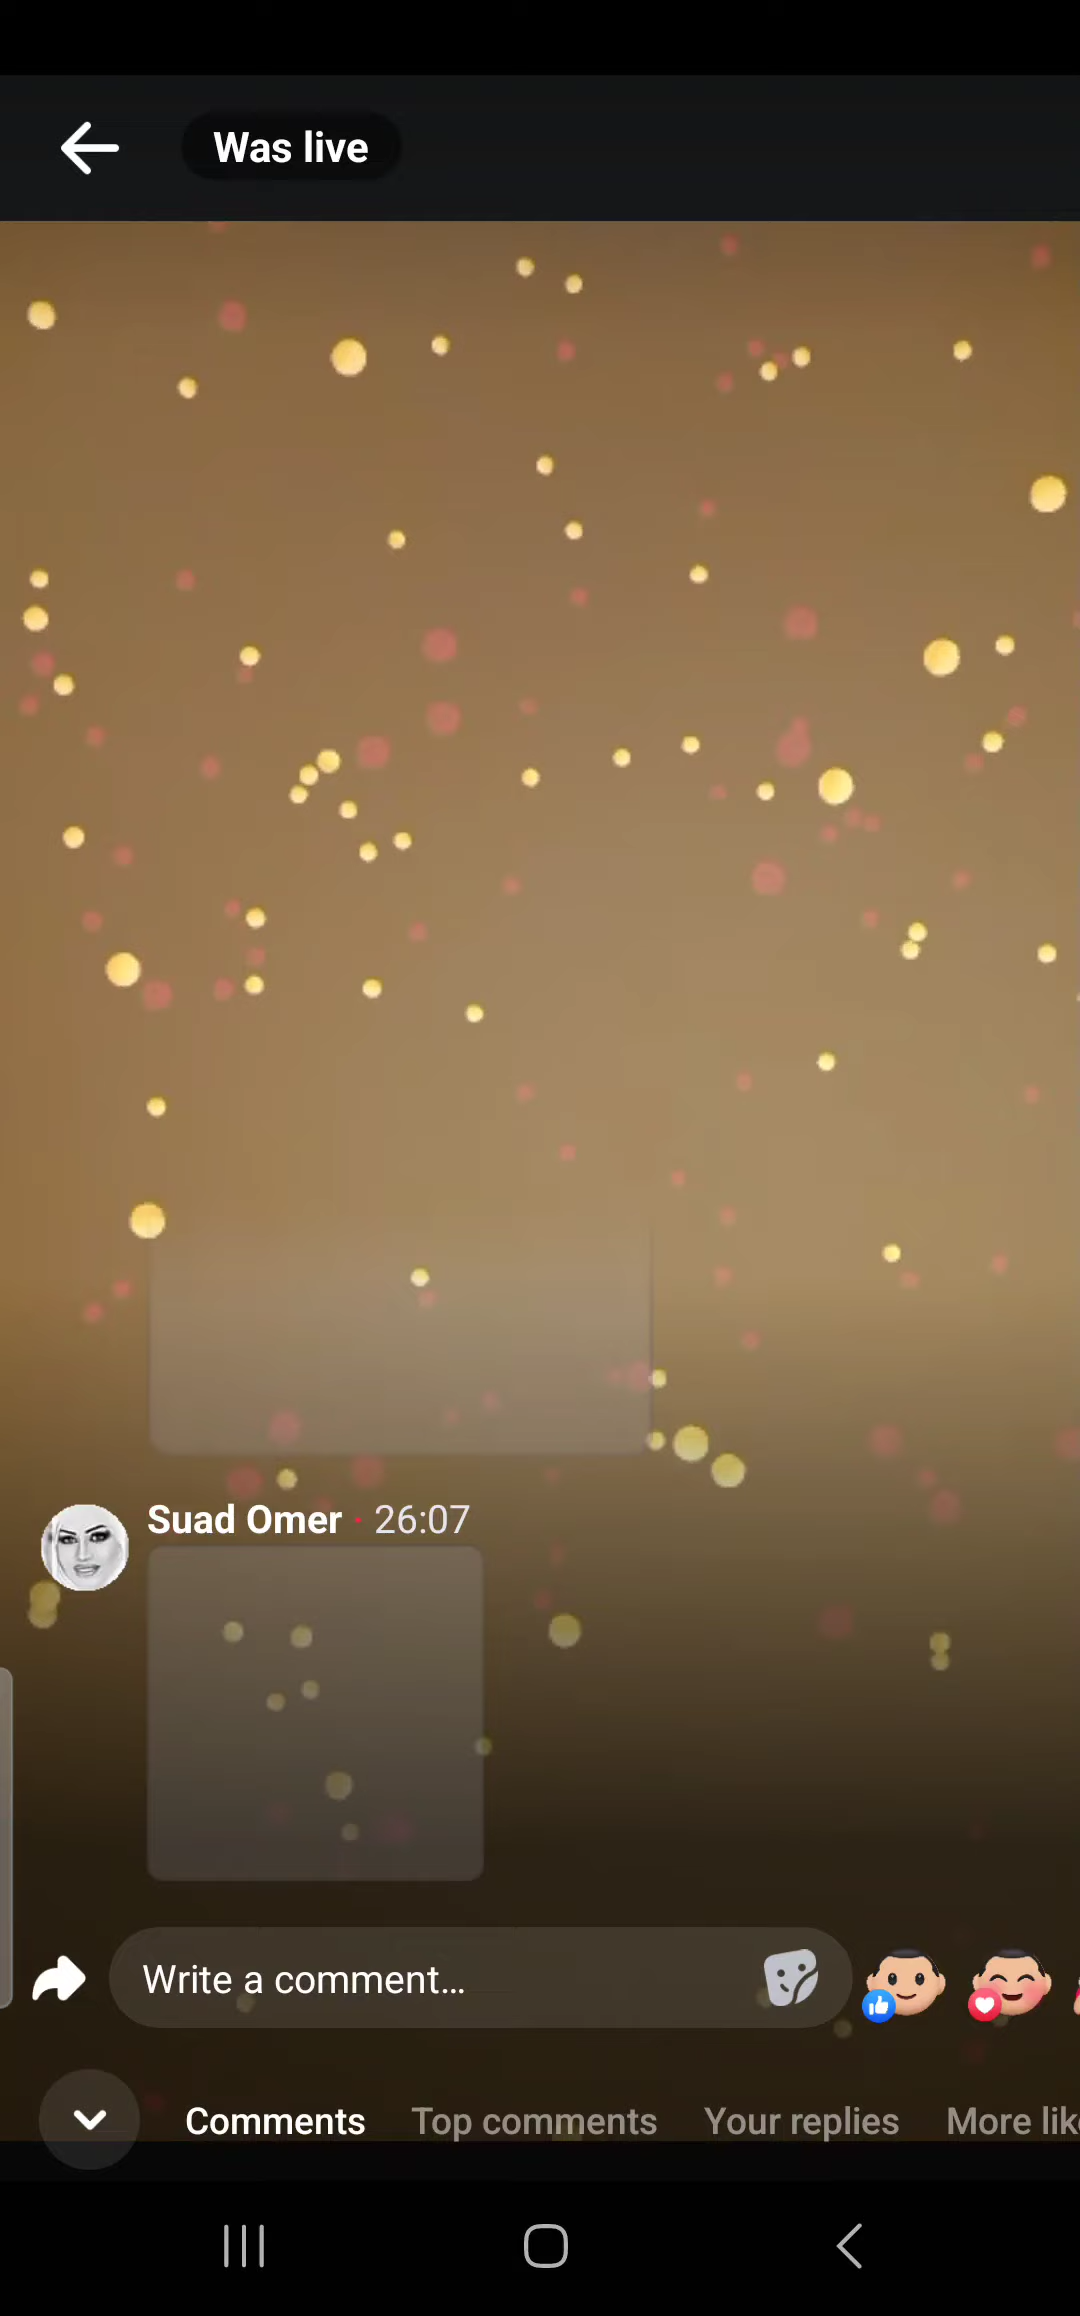 Was live
Suad Omer • 26:07
Write a comment...
Comments Top comments Your replies More lik